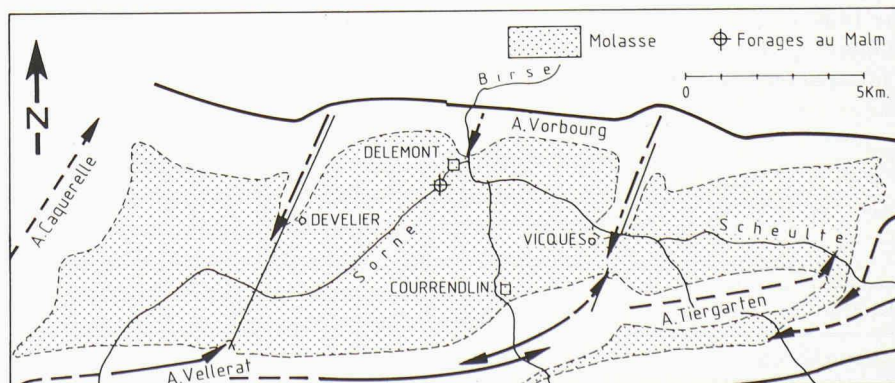 Molasse
Forages au Malm
0 5Km.
N
Birse
A. Vorbourg
A. Caquerelle
DELEMONT
DEVELIER
Sorne
VICQUES
Scheulte
COURRENDLIN
A. Tiergarten
A. Vellerat